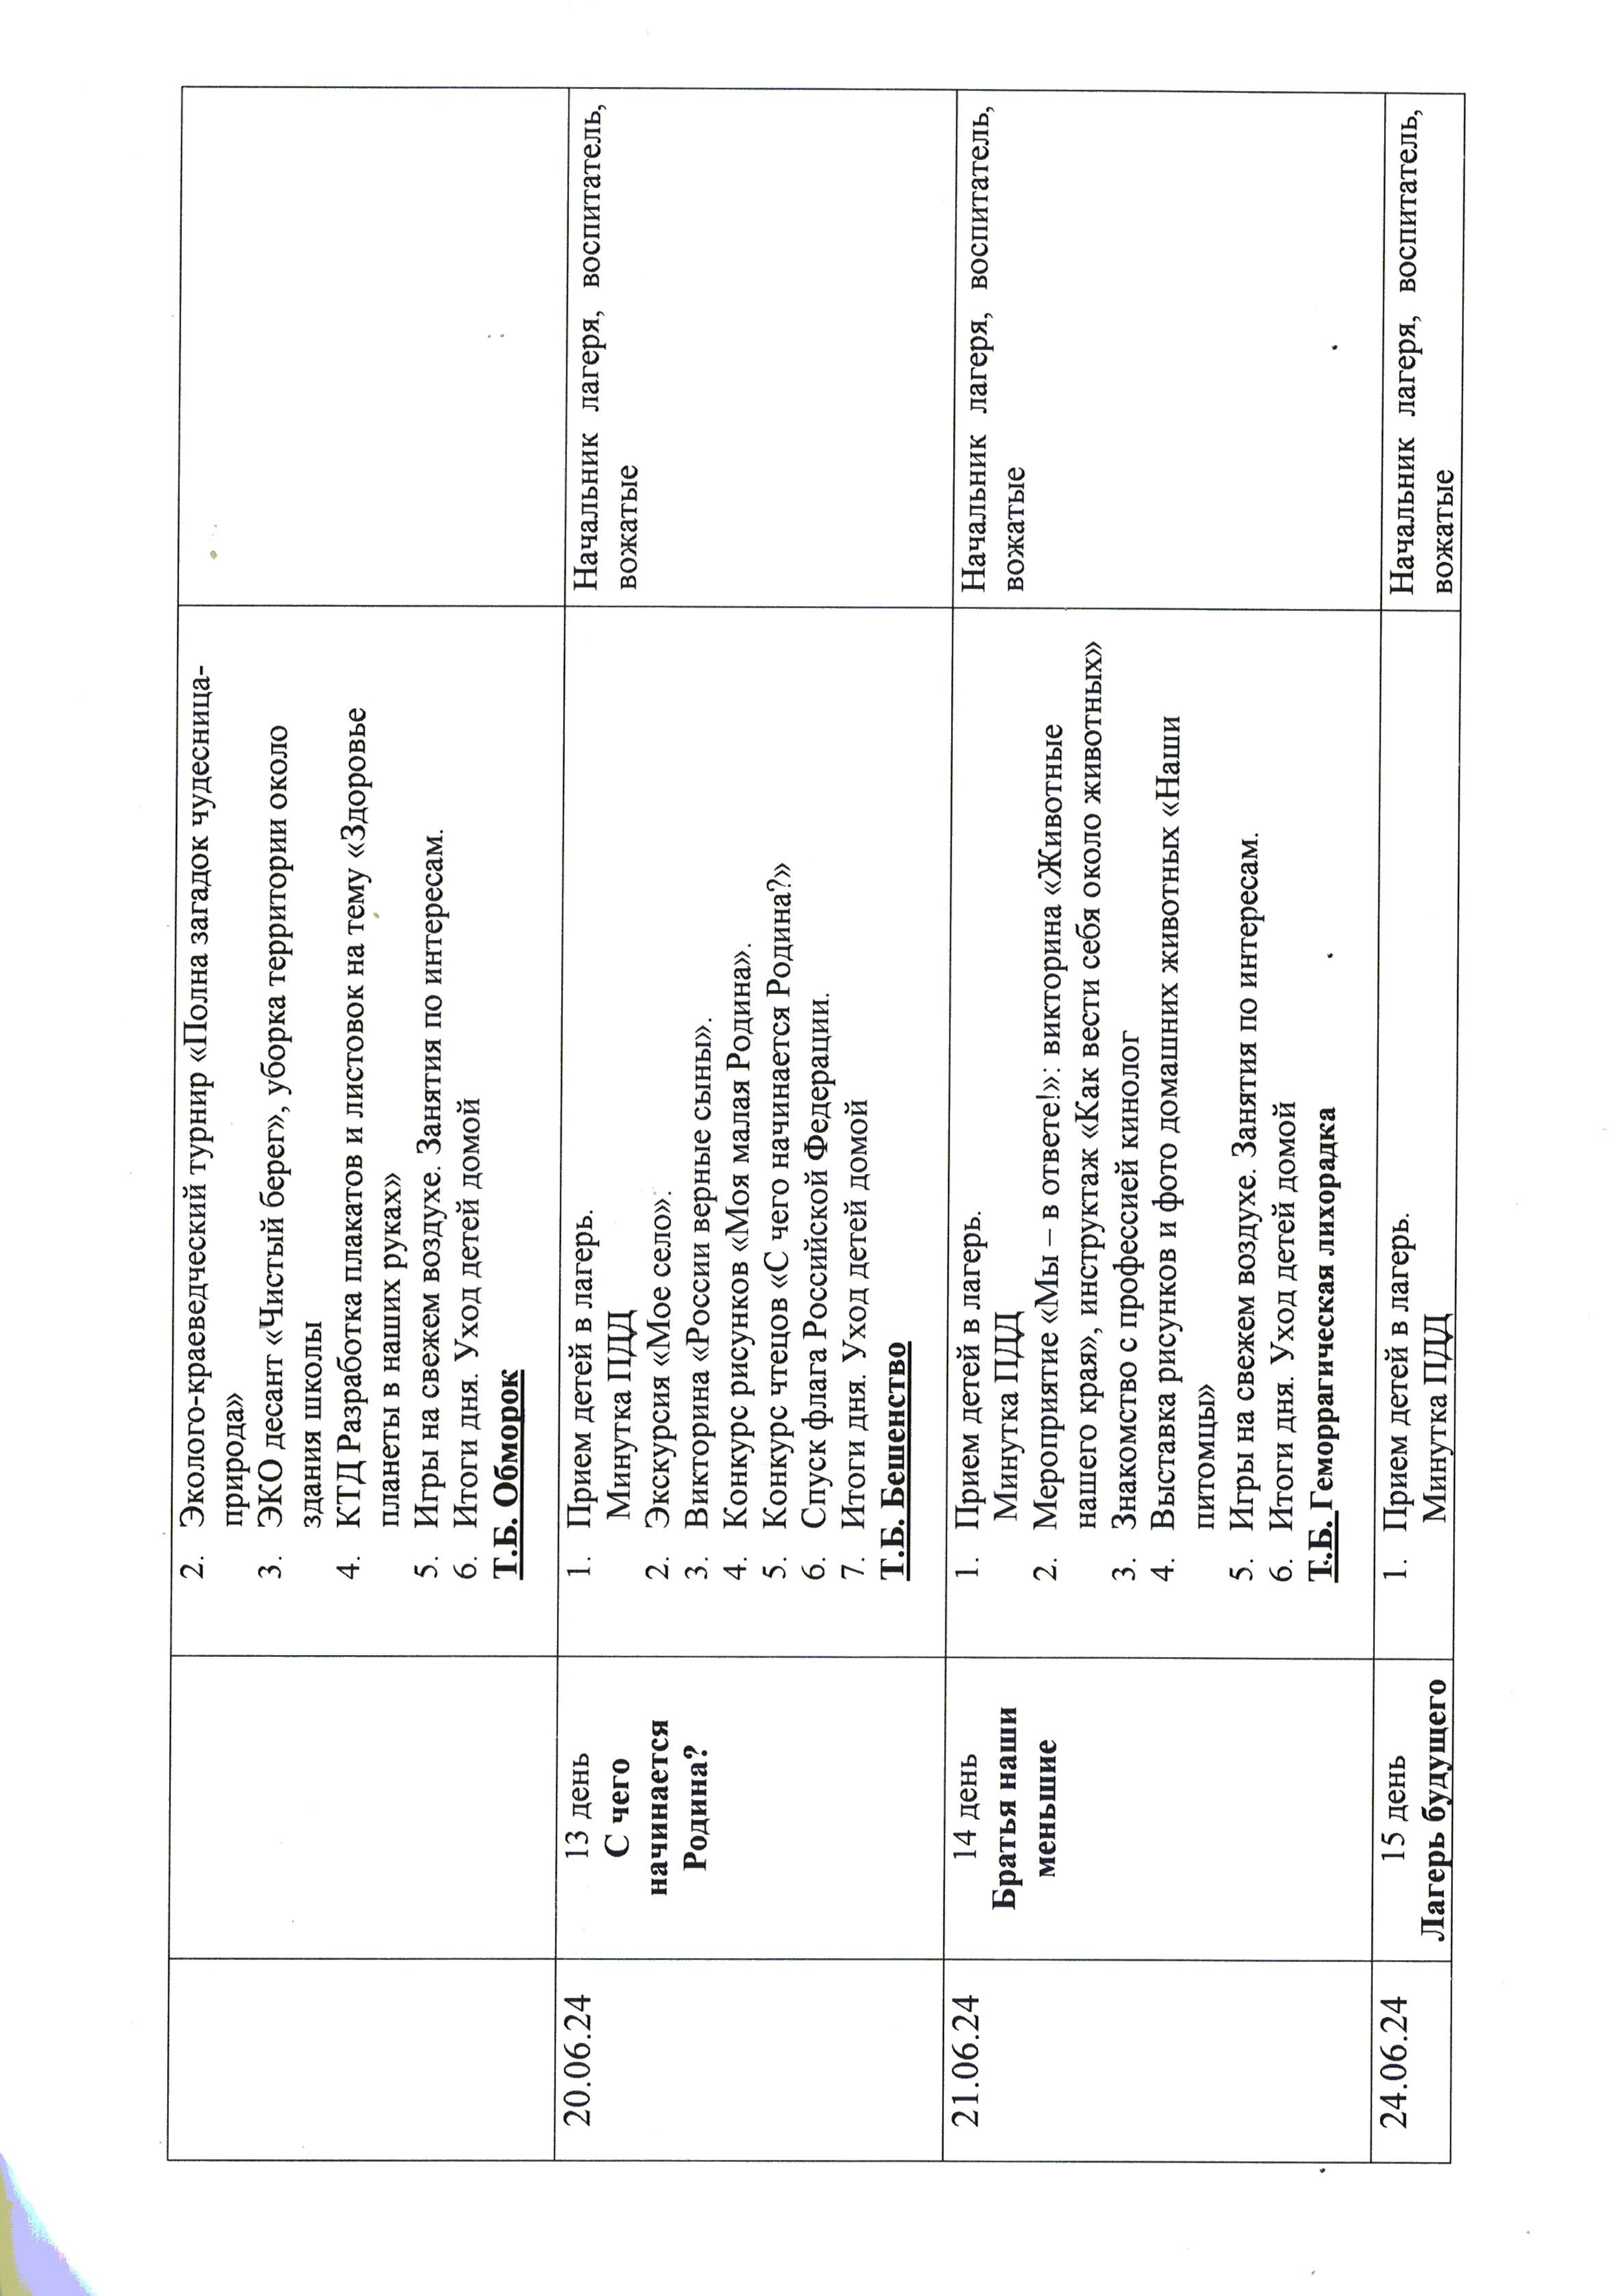 2. Эколого-краеведческий турнир «Полна загадок чудесница-
природа»
3. ЭКО десант «Чистый берег», уборка территории около
здания школы
4. КТД Разработка плакатов и листовок на тему «Здоровье
планеты в наших руках»
5. Игры на свежем воздухе. Занятия по интересам.
6. Итоги дня. Уход детей домой
Т.Б. Обморок
20.06.24
13 день
С чего
начинается
Родина?
1. Прием детей в лагерь.
Минутка ПДД
2. Экскурсия «Мое село».
3. Викторина «России верные сыны».
4. Конкурс рисунков «Моя малая Родина».
5. Конкурс чтецов «С чего начинается Родина?»
6. Спуск флага Российской Федерации.
7. Итоги дня. Уход детей домой
Т.Б. Бешенство
Начальник лагеря, воспитатель,
вожатые
21.06.24
14 день
Братья наши
меньшие
1. Прием детей в лагерь.
Минутка ПДД
2. Мероприятие «Мы – в ответе!»: викторина «Животные
нашего края», инструктаж «Как вести себя около животных»
3. Знакомство с профессией кинолог
4. Выставка рисунков и фото домашних животных «Наши
питомцы»
5. Игры на свежем воздухе. Занятия по интересам.
6. Итоги дня. Уход детей домой
Т.Б. Геморрагическая лихорадка
Начальник лагеря, воспитатель,
вожатые
24.06.24
15 день
Лагерь будущего
1. Прием детей в лагерь.
Минутка ПДД
Начальник лагеря, воспитатель,
вожатые